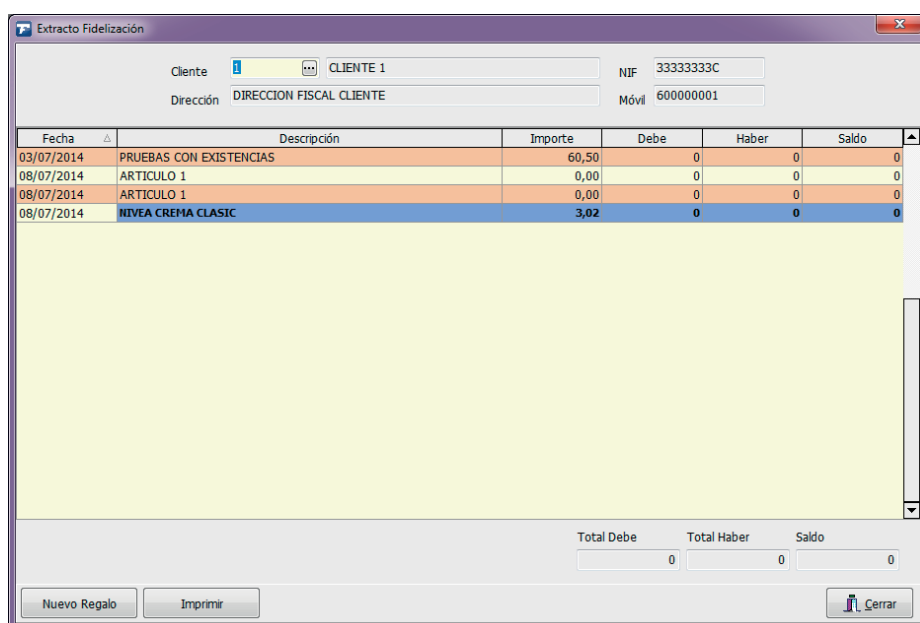 Extracto Fidelización
Cliente 1 ... CLIENTE 1 NIF 33333333C
Dirección DIRECCION FISCAL CLIENTE Móvil 600000001
Fecha Descripción Importe Debe Haber Saldo
03/07/2014 PRUEBAS CON EXISTENCIAS 60,50 0 0 0
08/07/2014 ARTICULO 1 0,00 0 0 0
08/07/2014 ARTICULO 1 0,00 0 0 0
08/07/2014 NIVEA CREMA CLASIC 3,02 0 0 0
Total Debe Total Haber Saldo
0 0 0
Nuevo Regalo Imprimir Cerrar